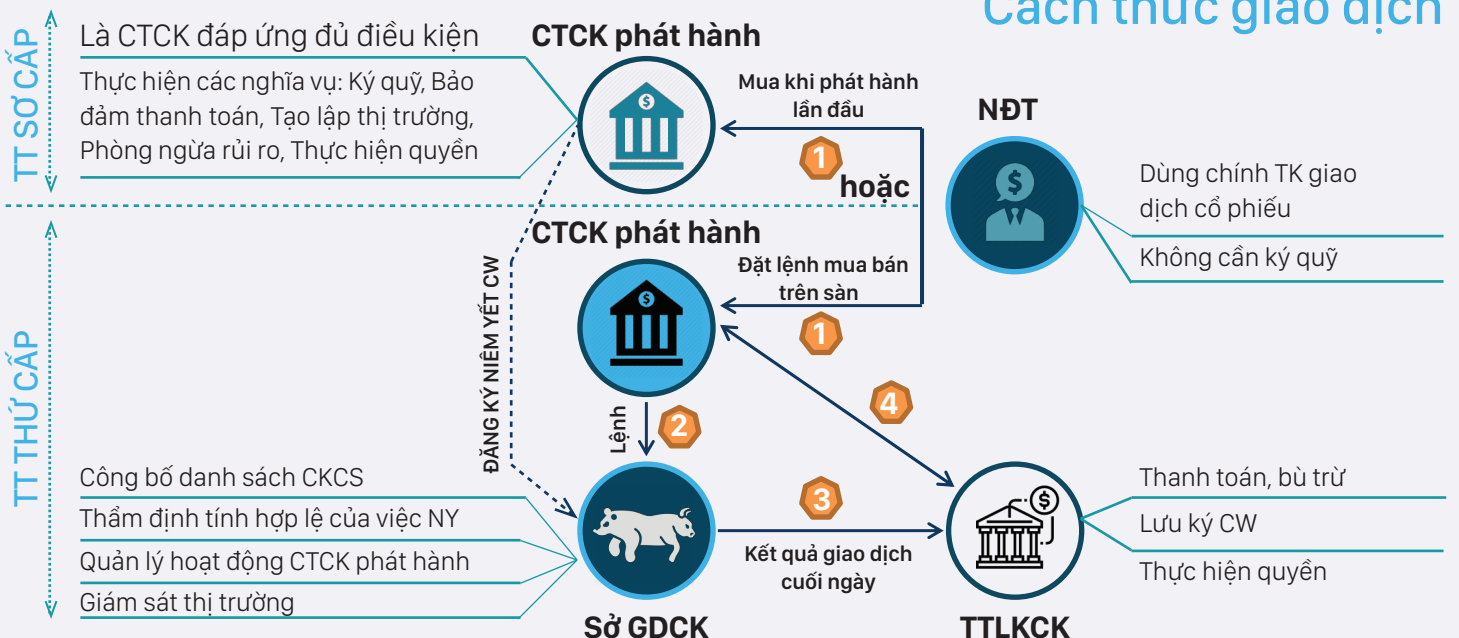 Cách thức giao dịch
TT SƠ CẤP
Là CTCK đáp ứng đủ điều kiện
Thực hiện các nghĩa vụ: Ký quỹ, Bảo
đảm thanh toán, Tạo lập thị trường,
Phòng ngừa rủi ro, Thực hiện quyền
CTCK phát hành
$
Mua khi phát hành
lần đầu
1
hoặc
NĐT
$
Dùng chính TK giao
dịch cổ phiếu
Không cần ký quỹ
TT THỨ CẤP
CTCK phát hành
$
Đặt lệnh mua bán
trên sàn
1
ĐĂNG KÝ NIÊM YẾT CW
Lệnh
2
4
Công bố danh sách CKCS
Thẩm định tính hợp lệ của việc NY
Quản lý hoạt động CTCK phát hành
Giám sát thị trường
Sở GDCK
3
Kết quả giao dịch
cuối ngày
$
TTLKCK
Thanh toán, bù trừ
Lưu ký CW
Thực hiện quyền